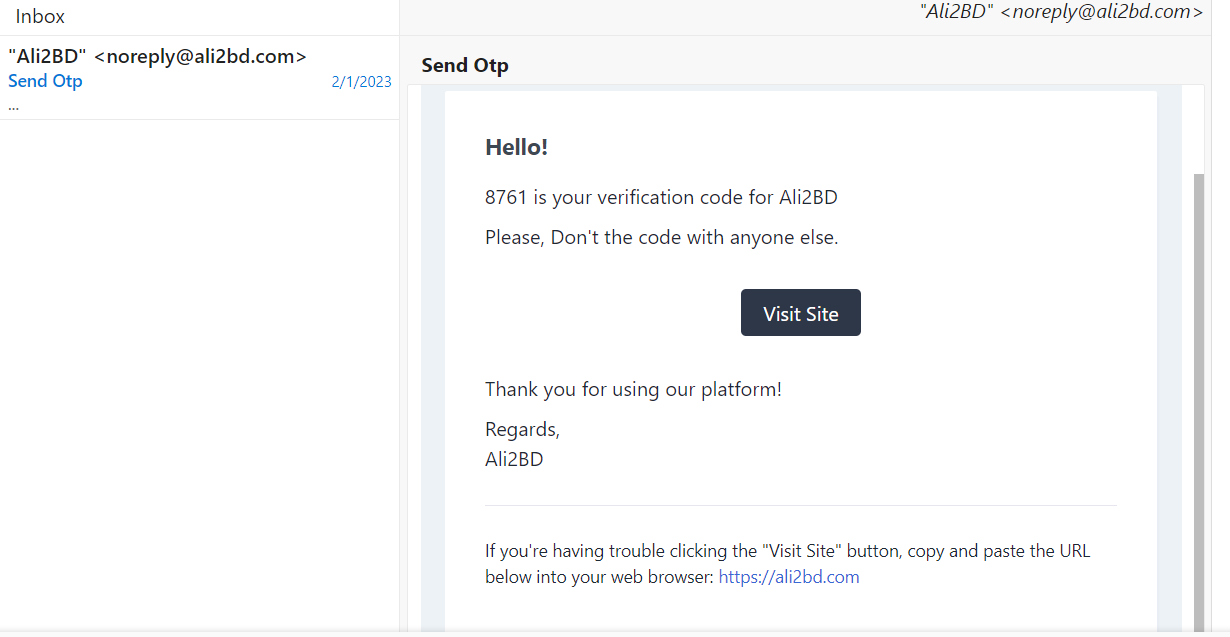 Inbox
"Ali2BD" <noreply@ali2bd.com>
Send Otp 2/1/2023
...
"Ali2BD" <noreply@ali2bd.com>
Send Otp
Hello!
8761 is your verification code for Ali2BD
Please, Don't the code with anyone else.
Visit Site
Thank you for using our platform!
Regards,
Ali2BD
If you're having trouble clicking the "Visit Site" button, copy and paste the URL
below into your web browser: https://ali2bd.com